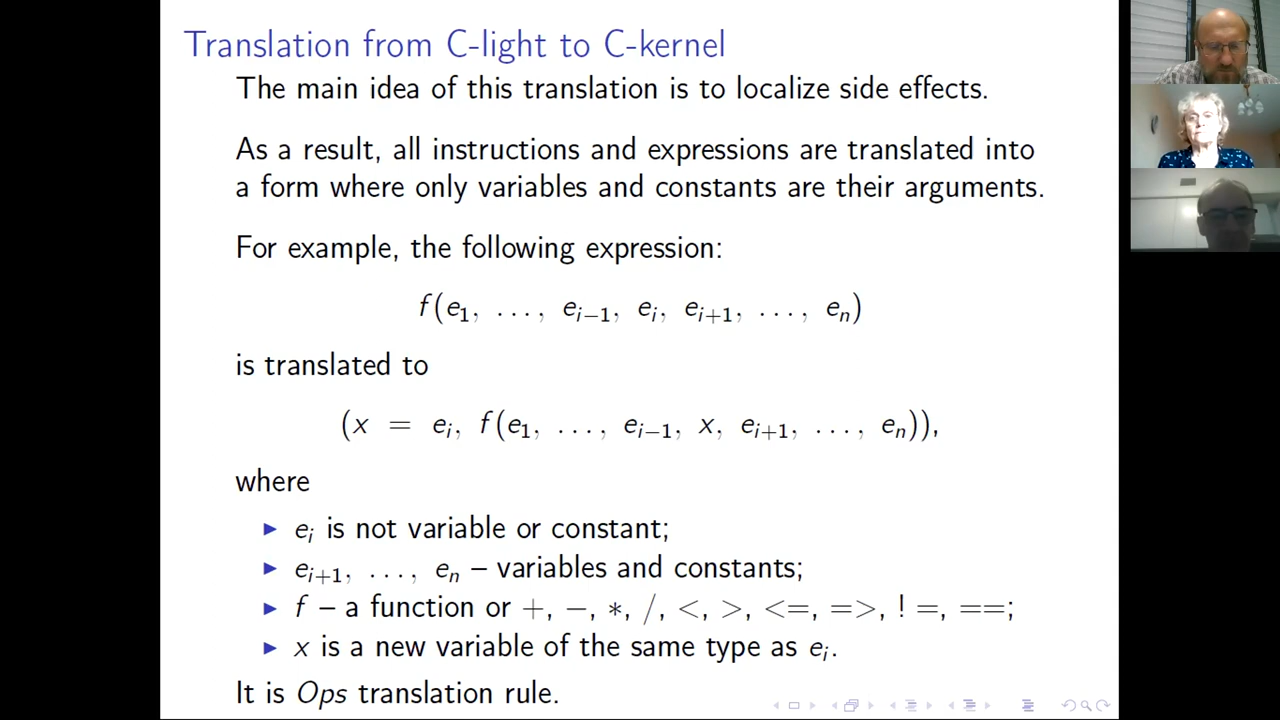 Translation from C-light to C-kernel
The main idea of this translation is to localize side effects.
As a result, all instructions and expressions are translated into
a form where only variables and constants are their arguments.
For example, the following expression:
f(e₁, ..., eᵢ₋₁, eᵢ, eᵢ₊₁, ..., eₙ)
is translated to
(x = eᵢ, f(e₁, ..., eᵢ₋₁, x, eᵢ₊₁, ..., eₙ)),
where
▶ eᵢ is not variable or constant;
▶ eᵢ₊₁, ..., eₙ – variables and constants;
▶ f – a function or +, −, *, /, <, >, <=, =>, ! =, ==;
▶ x is a new variable of the same type as eᵢ.
It is Ops translation rule.